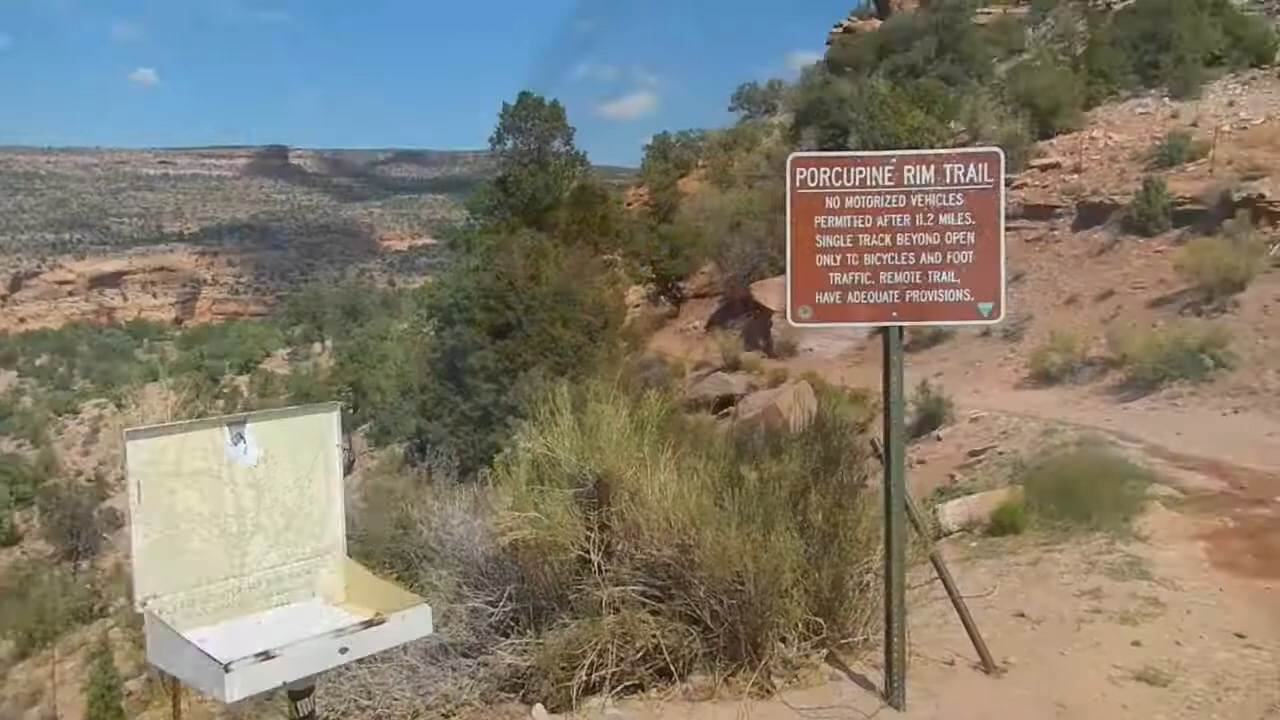 PORCUPINE RIM TRAIL
NO MOTORIZED VEHICLES
PERMITTED AFTER 11.2 MILES.
SINGLE TRACK BEYOND OPEN
ONLY TO BICYCLES AND FOOT
TRAFFIC. REMOTE TRAIL,
HAVE ADEQUATE PROVISIONS.